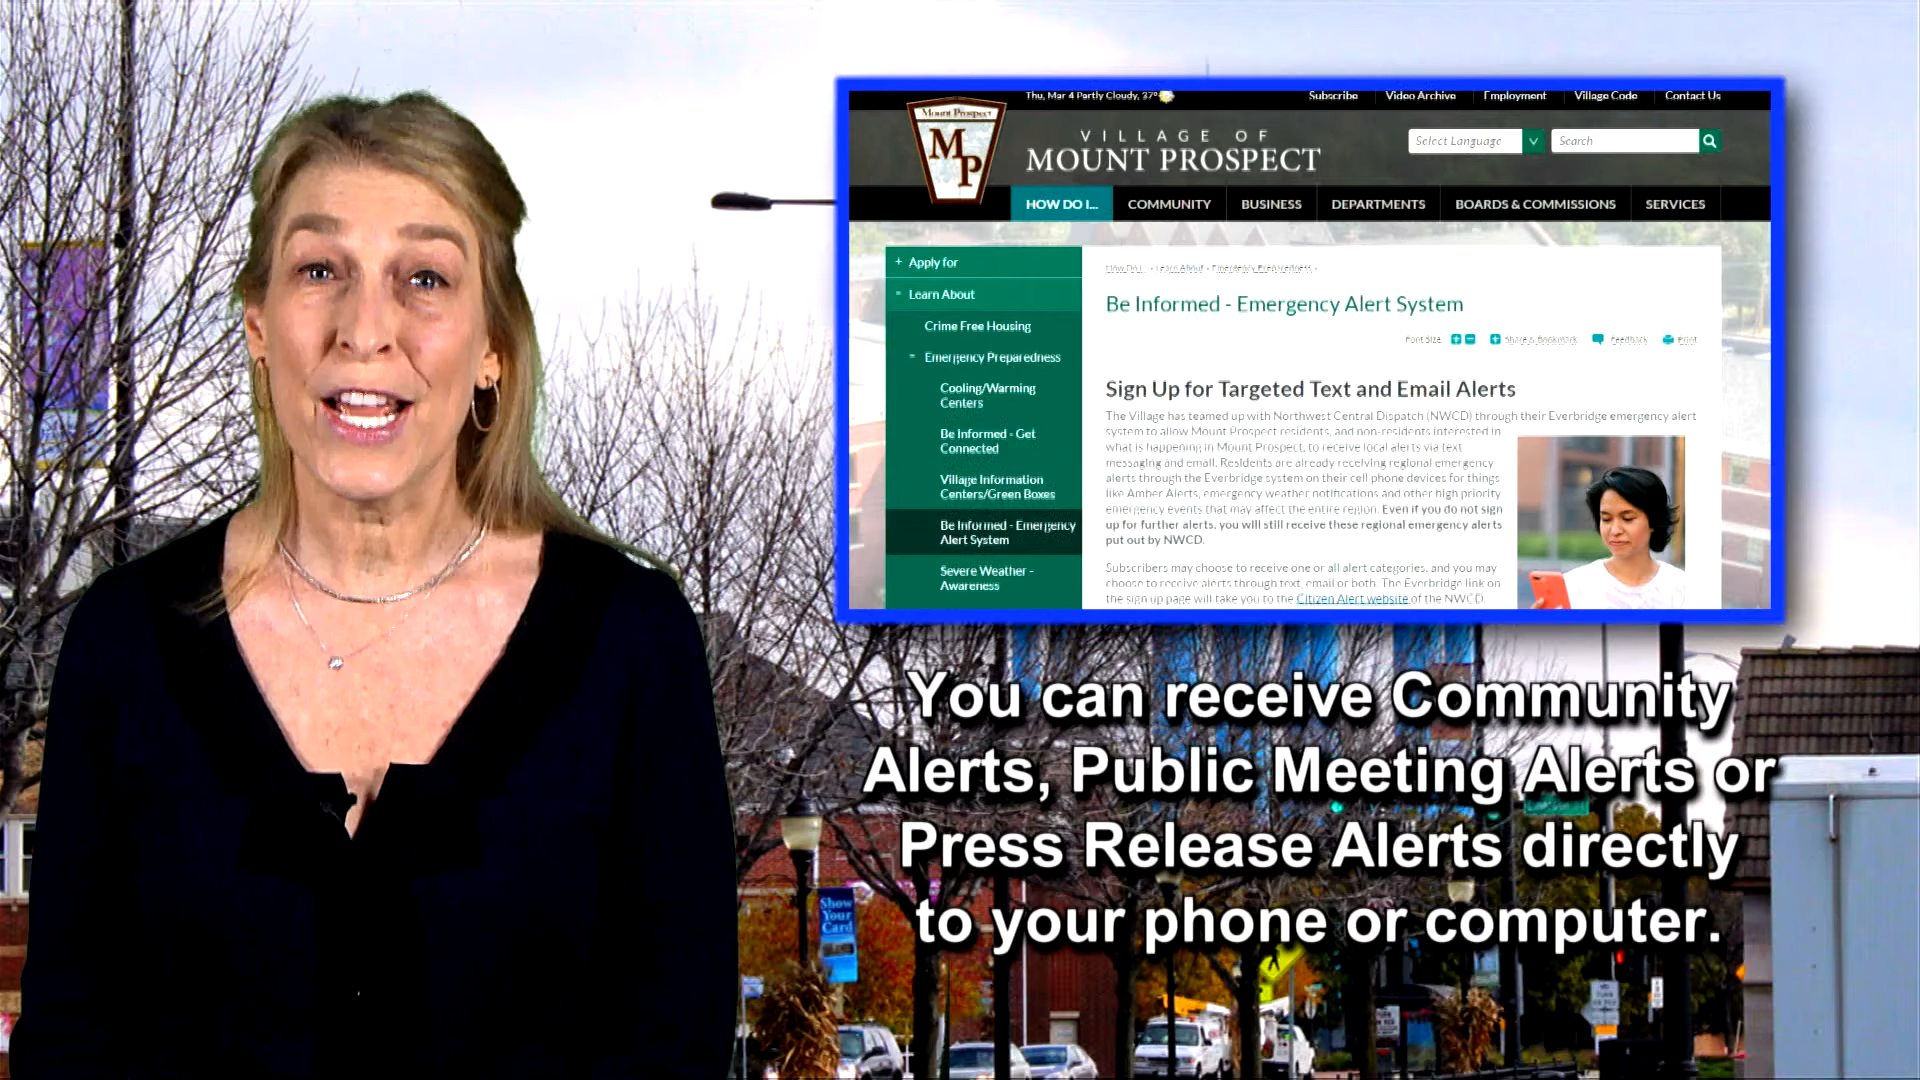 Thu, Mar 4 Partly Cloudy, 37°
Subscribe
Video Archive
Employment
Village Code
Contact Us
Mount Prospect
MP
VILLAGE OF
MOUNT PROSPECT
Select Language
Search
HOW DO I...
COMMUNITY
BUSINESS
DEPARTMENTS
BOARDS & COMMISSIONS
SERVICES
+ Apply for
- Learn About
Crime Free Housing
- Emergency Preparedness
Cooling/Warming
Centers
Be Informed - Get
Connected
Village Information
Centers/Green Boxes
Be Informed - Emergency
Alert System
Severe Weather -
Awareness
How Do I... › Learn About › Emergency Preparedness ›
Be Informed - Emergency Alert System
Font Size:
Share & Bookmark
Feedback
Print
Sign Up for Targeted Text and Email Alerts
The Village has teamed up with Northwest Central Dispatch (NWCD) through their Everbridge emergency alert
system to allow Mount Prospect residents, and non-residents interested in
what is happening in Mount Prospect, to receive local alerts via text
messaging and email. Residents are already receiving regional emergency
alerts through the Everbridge system on their cell phone devices for things
like Amber Alerts, emergency weather notifications and other high priority
emergency events that may affect the entire region. Even if you do not sign
up for further alerts, you will still receive these regional emergency alerts
put out by NWCD.
Subscribers may choose to receive one or all alert categories, and you may
choose to receive alerts through text, email or both. The Everbridge link on
the sign up page will take you to the Citizen Alert website of the NWCD.
You can receive Community
Alerts, Public Meeting Alerts or
Press Release Alerts directly
to your phone or computer.
Show
Your
Card